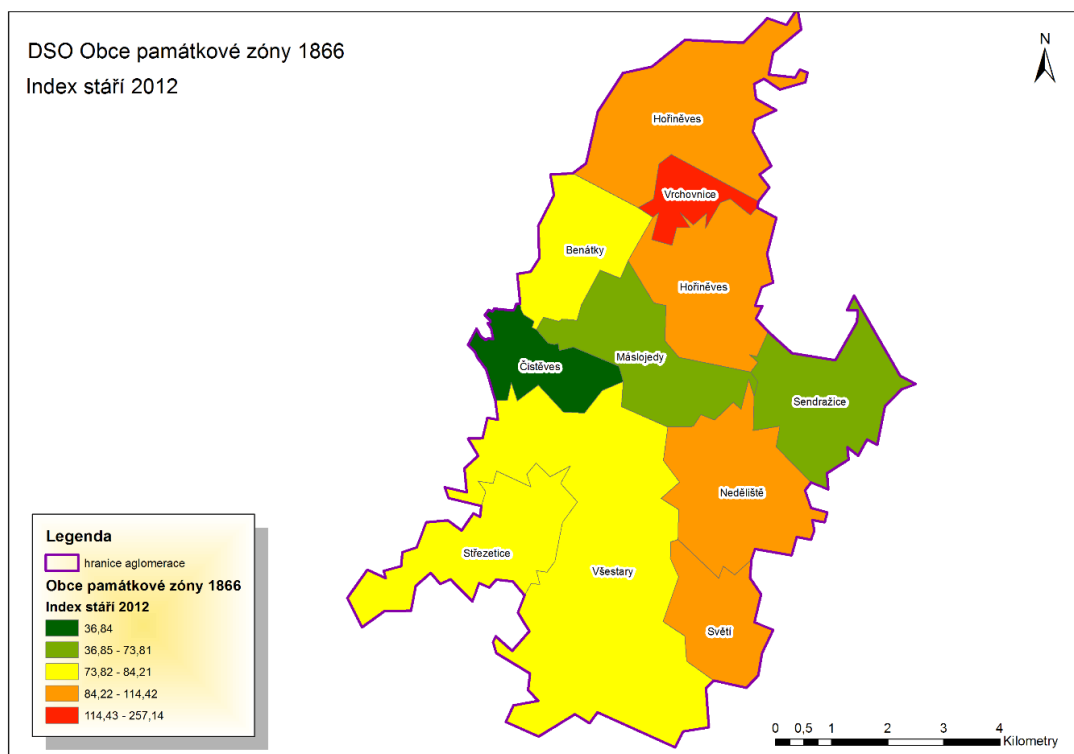 DSO Obce památkové zóny 1866
Index stáří 2012
N
Hořiněves
Vrchovnice
Benátky
Hořiněves
Čistěves
Máslojedy
Sendražice
Neděliště
Střezetice
Všestary
Světí
Legenda
hranice aglomerace
Obce památkové zóny 1866
Index stáří 2012
36,84
36,85 - 73,81
73,82 - 84,21
84,22 - 114,42
114,43 - 257,14
0 0,5 1 2 3 4
Kilometry